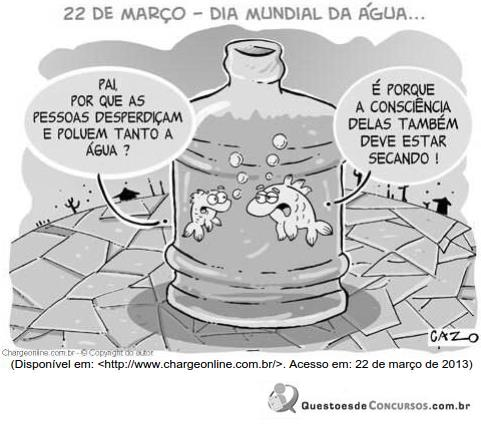 22 DE MARÇO - DIA MUNDIAL DA ÁGUA...
PAI,
POR QUE AS
PESSOAS DESPERDIÇAM
E POLUEM TANTO A
ÁGUA ?
É PORQUE
A CONSCIÊNCIA
DELAS TAMBÉM
DEVE ESTAR
SECANDO !
CAZO
Chargeonline.com.br - © Copyright do autor
(Disponível em: <http://www.chargeonline.com.br/>. Acesso em: 22 de março de 2013)
QuestoesdeConcursos.com.br